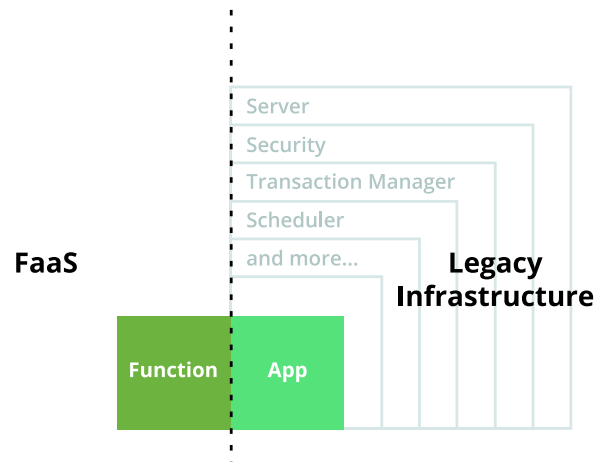 Server
Security
Transaction Manager
Scheduler
and more...
FaaS
Legacy
Infrastructure
Function
App